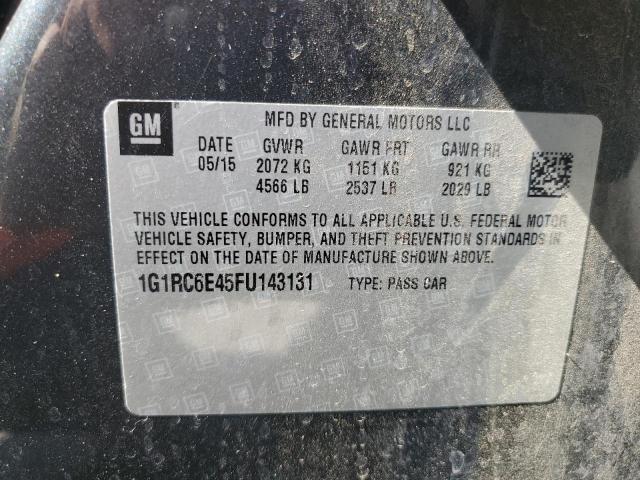 GM
MFD BY GENERAL MOTORS LLC
DATE GVWR GAWR FRT GAWR RR
05/15 2072 KG 1151 KG 921 KG
4566 LB 2537 LB 2029 LB
THIS VEHICLE CONFORMS TO ALL APPLICABLE U.S. FEDERAL MOTOR
VEHICLE SAFETY, BUMPER, AND THEFT PREVENTION STANDARDS IN
EFFECT ON THE DATE OF MANUFACTURE SHOWN ABOVE.
1G1RC6E45FU143131 TYPE: PASS CAR